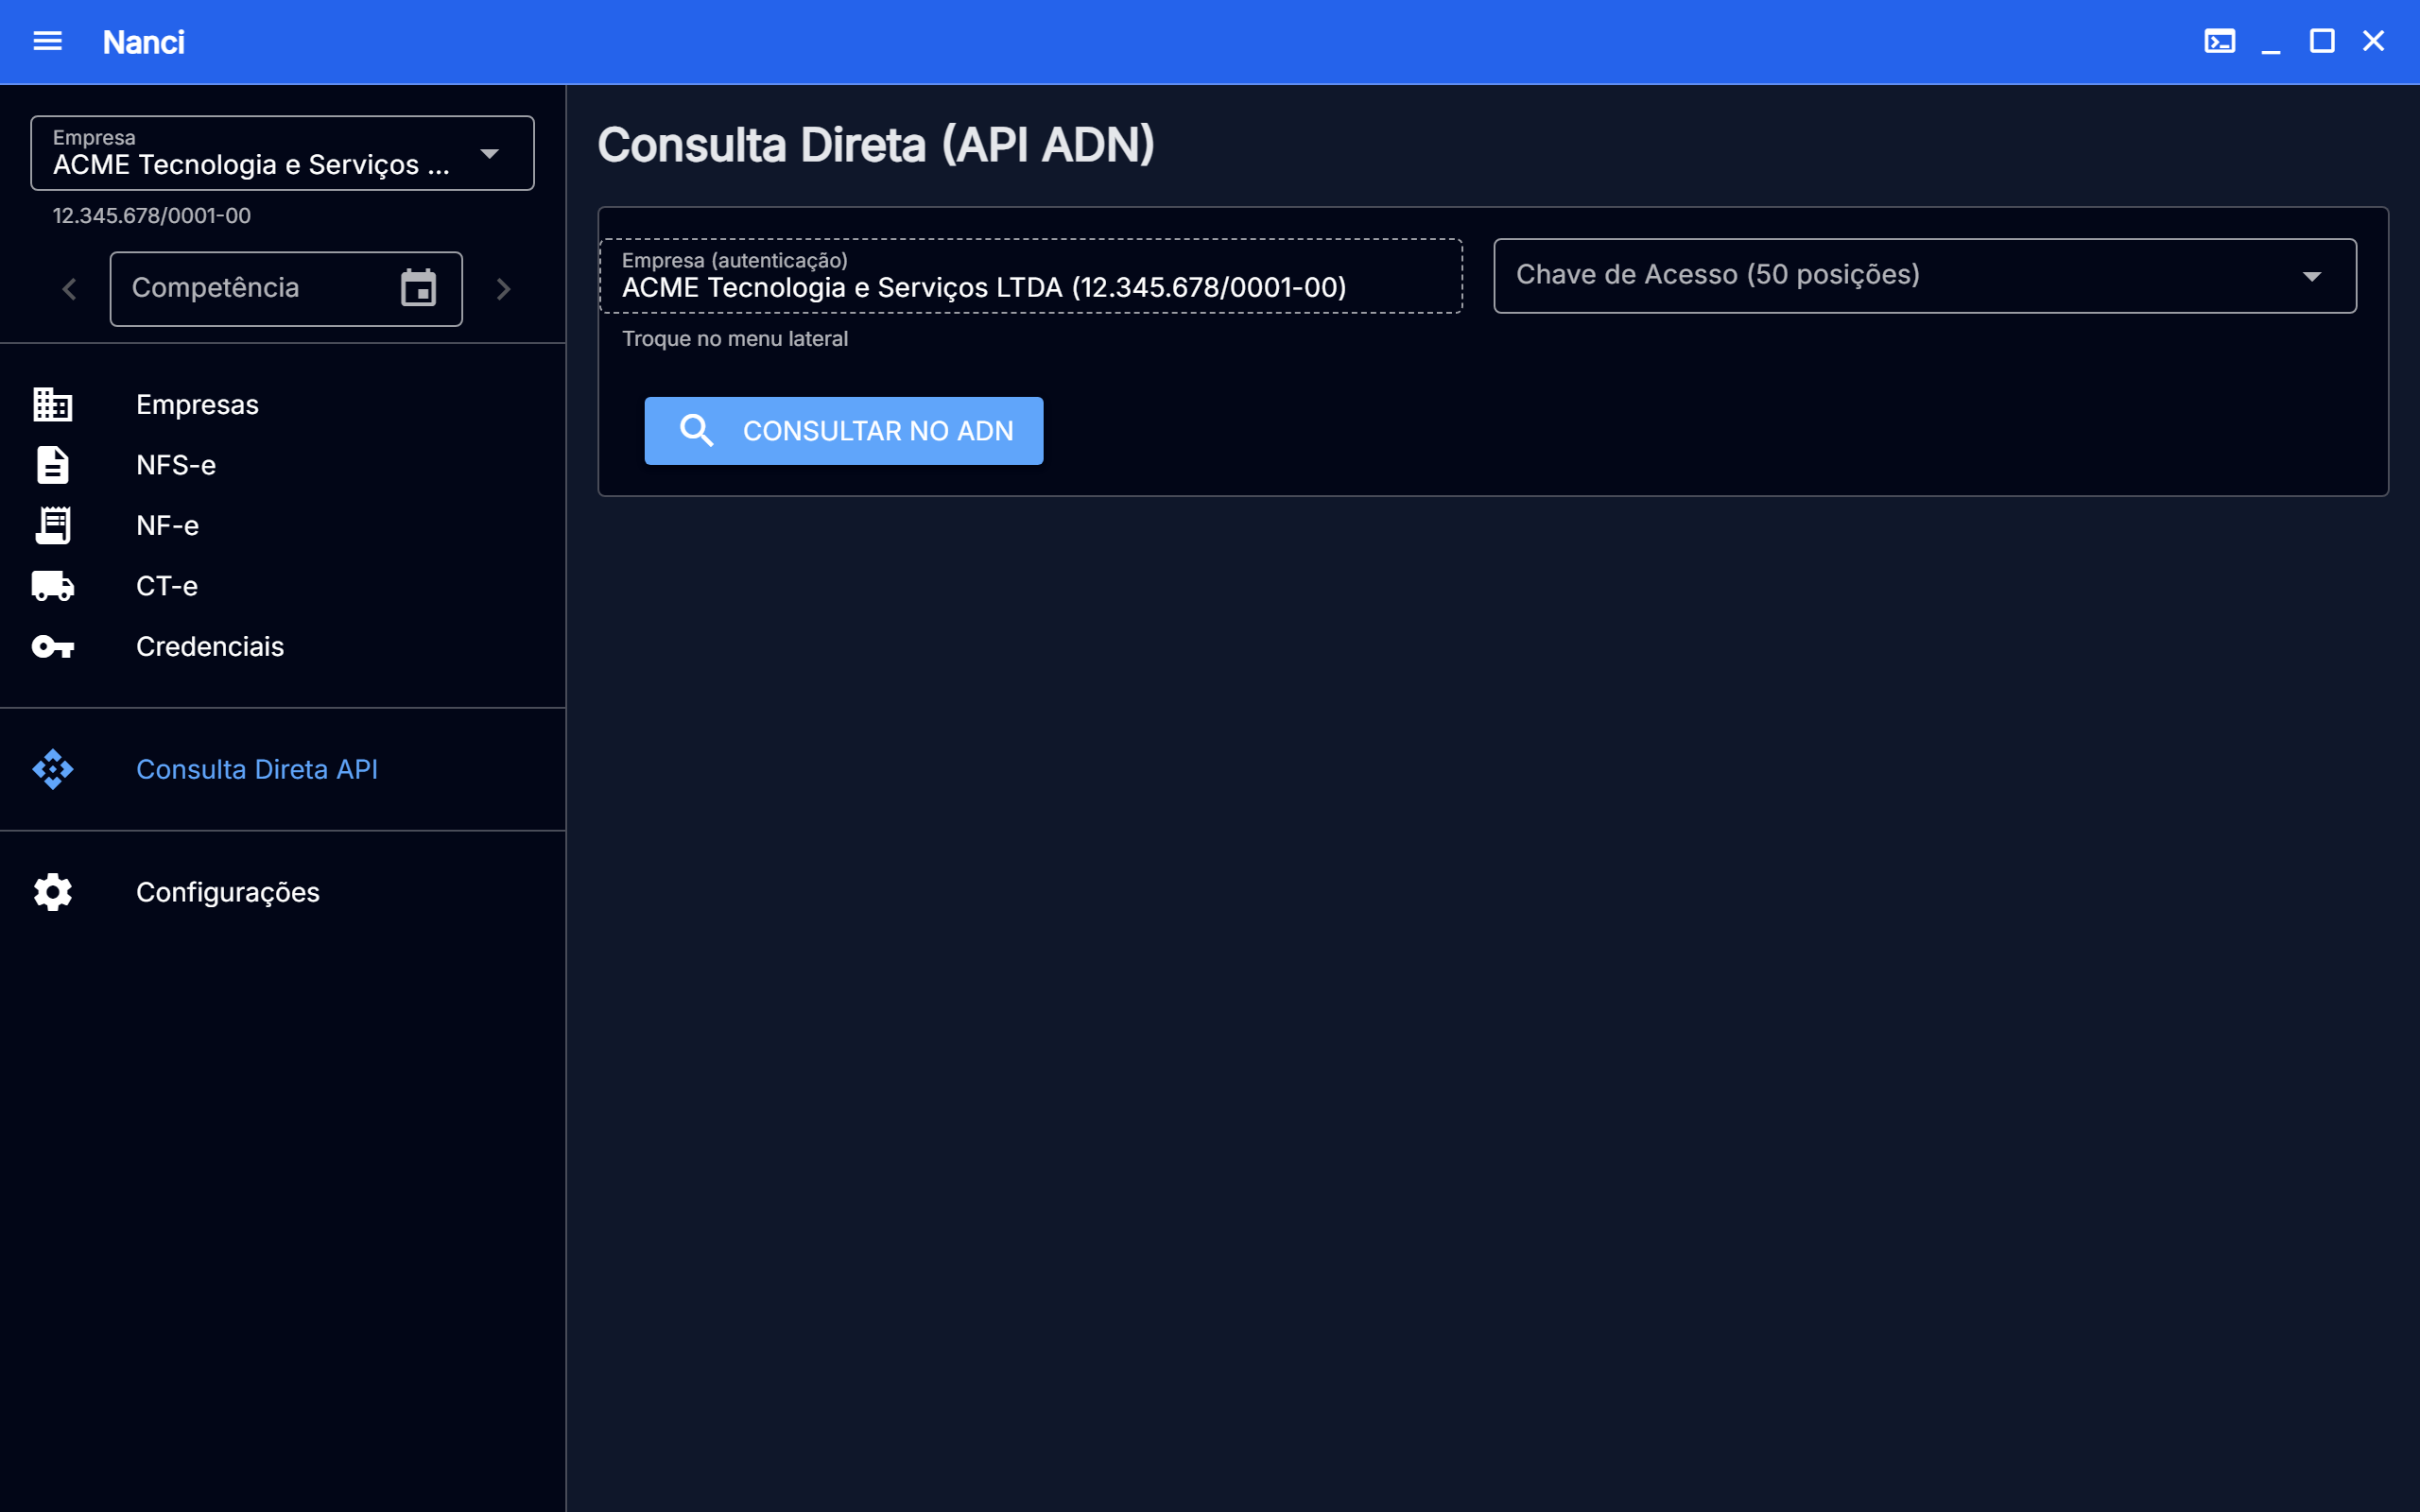 Nanci
Empresa
ACME Tecnologia e Serviços ...
12.345.678/0001-00
Competência
Empresas
NFS-e
NF-e
CT-e
Credenciais
Consulta Direta API
Configurações
Consulta Direta (API ADN)
Empresa (autenticação)
ACME Tecnologia e Serviços LTDA (12.345.678/0001-00)
Troque no menu lateral
Chave de Acesso (50 posições)
CONSULTAR NO ADN